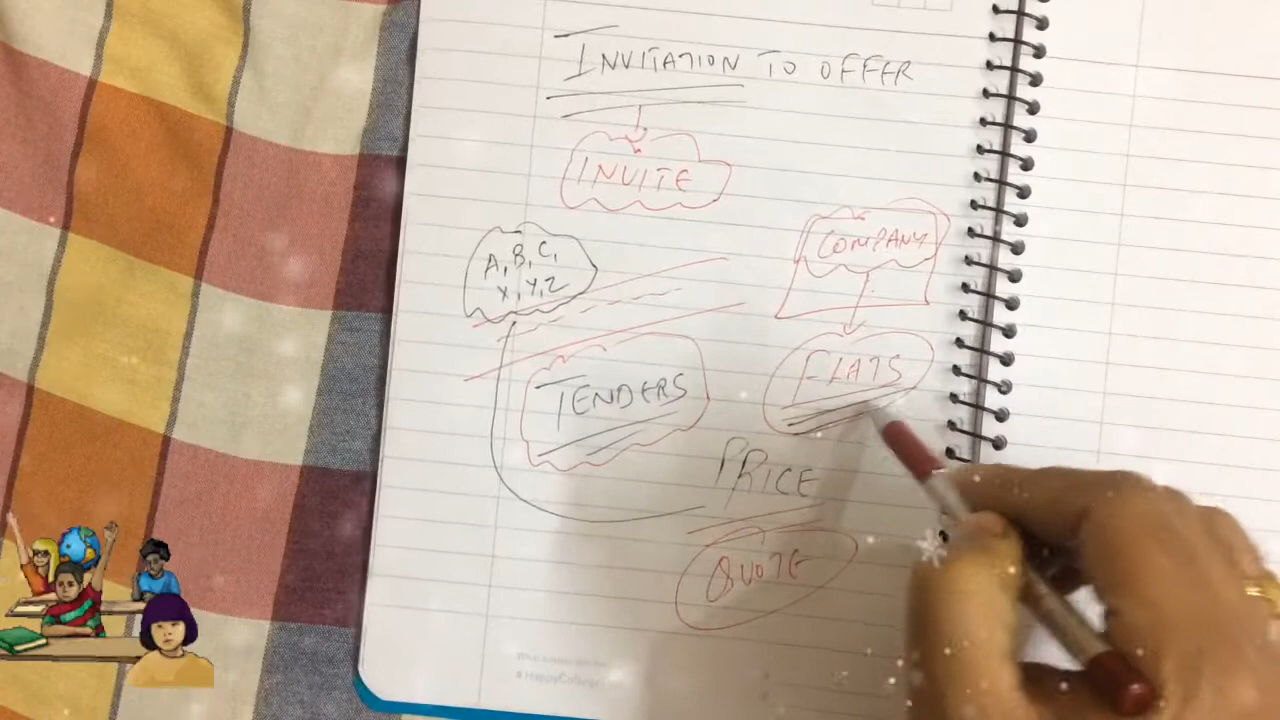 INVITATION TO OFFER
INVITE
COMPANY
A, B, C,
X, Y, Z
FLATS
TENDERS
PRICE
QUOTE